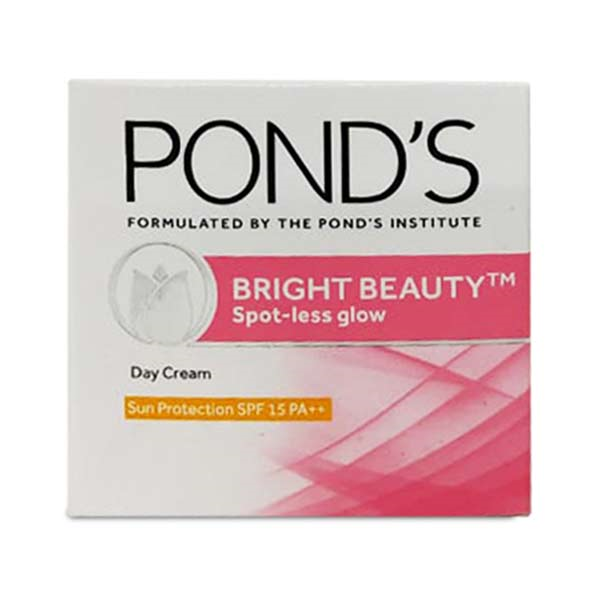 POND'S
FORMULATED BY THE POND'S INSTITUTE
BRIGHT BEAUTY™
Spot-less glow
Day Cream
Sun Protection SPF 15 PA++